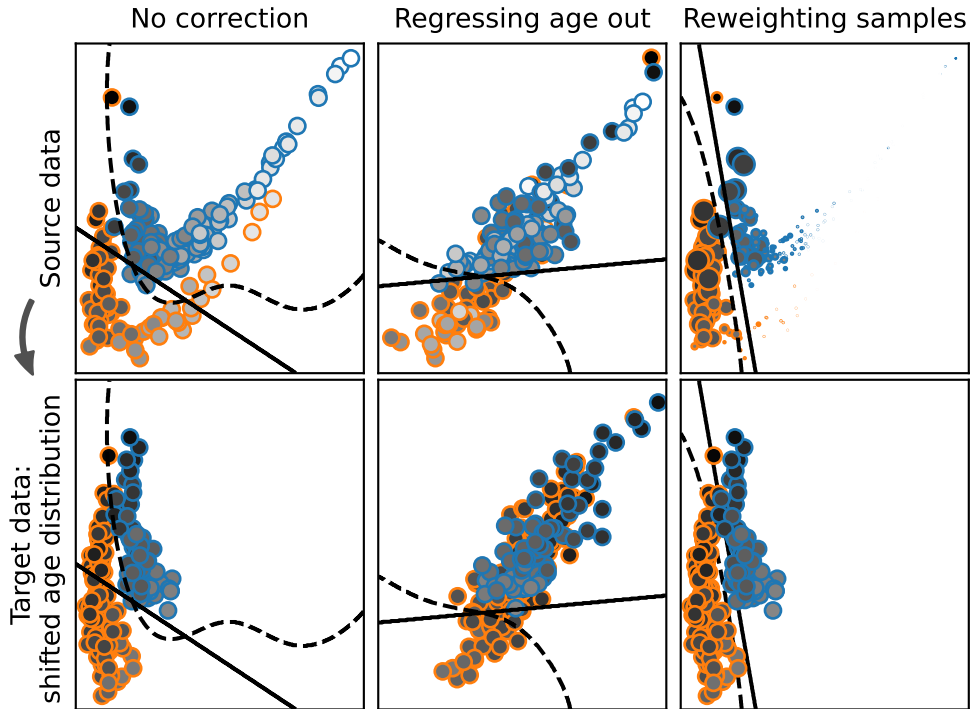 No correction
Regressing age out
Reweighting samples
Source data
Target data:
shifted age distribution